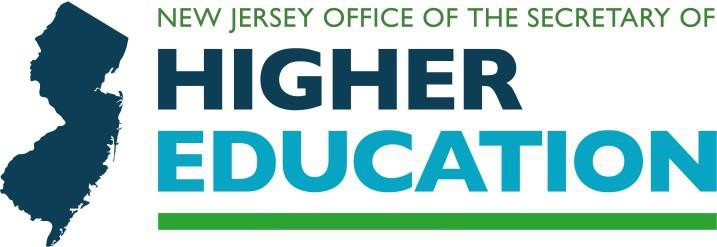 NEW JERSEY OFFICE OF THE SECRETARY OF
HIGHER
EDUCATION